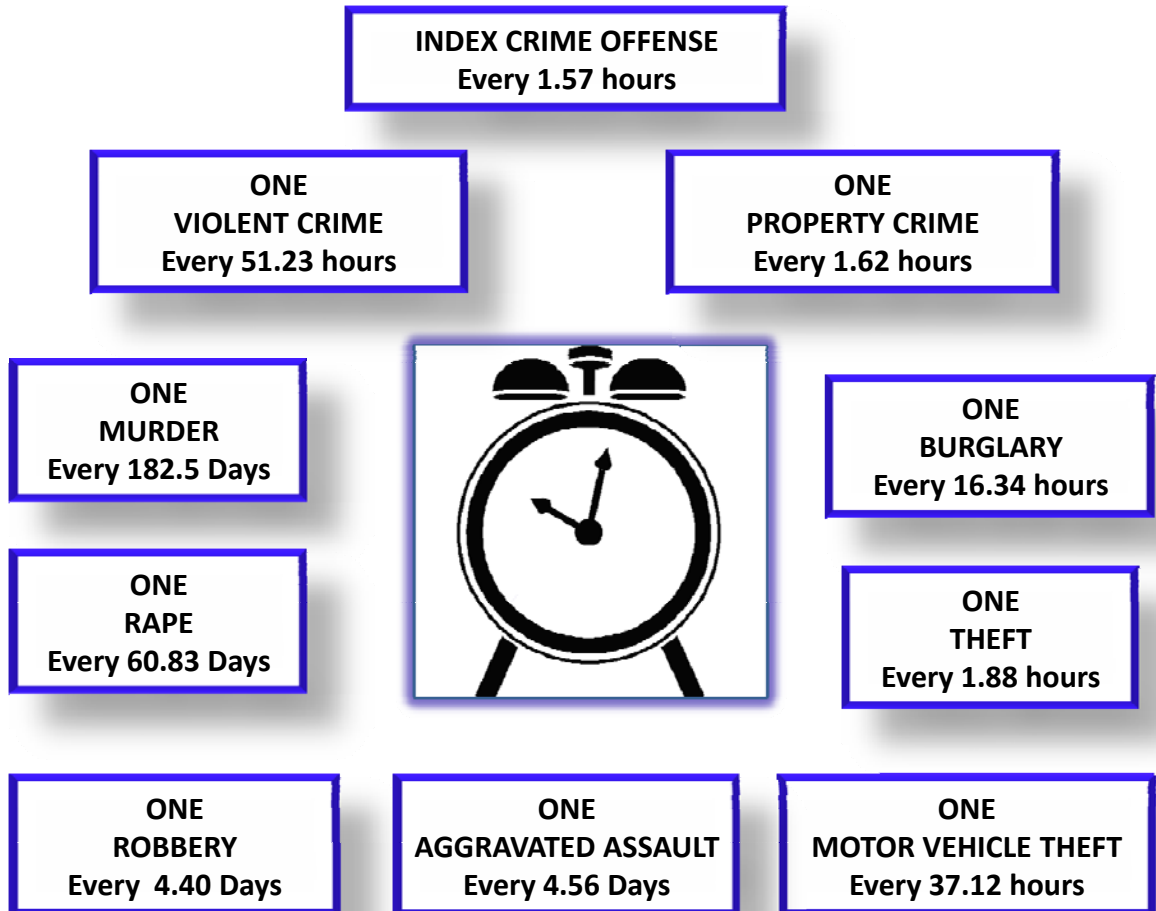 INDEX CRIME OFFENSE
Every 1.57 hours
ONE
VIOLENT CRIME
Every 51.23 hours
ONE
PROPERTY CRIME
Every 1.62 hours
ONE
MURDER
Every 182.5 Days
ONE
BURGLARY
Every 16.34 hours
ONE
RAPE
Every 60.83 Days
ONE
THEFT
Every 1.88 hours
ONE
ROBBERY
Every 4.40 Days
ONE
AGGRAVATED ASSAULT
Every 4.56 Days
ONE
MOTOR VEHICLE THEFT
Every 37.12 hours